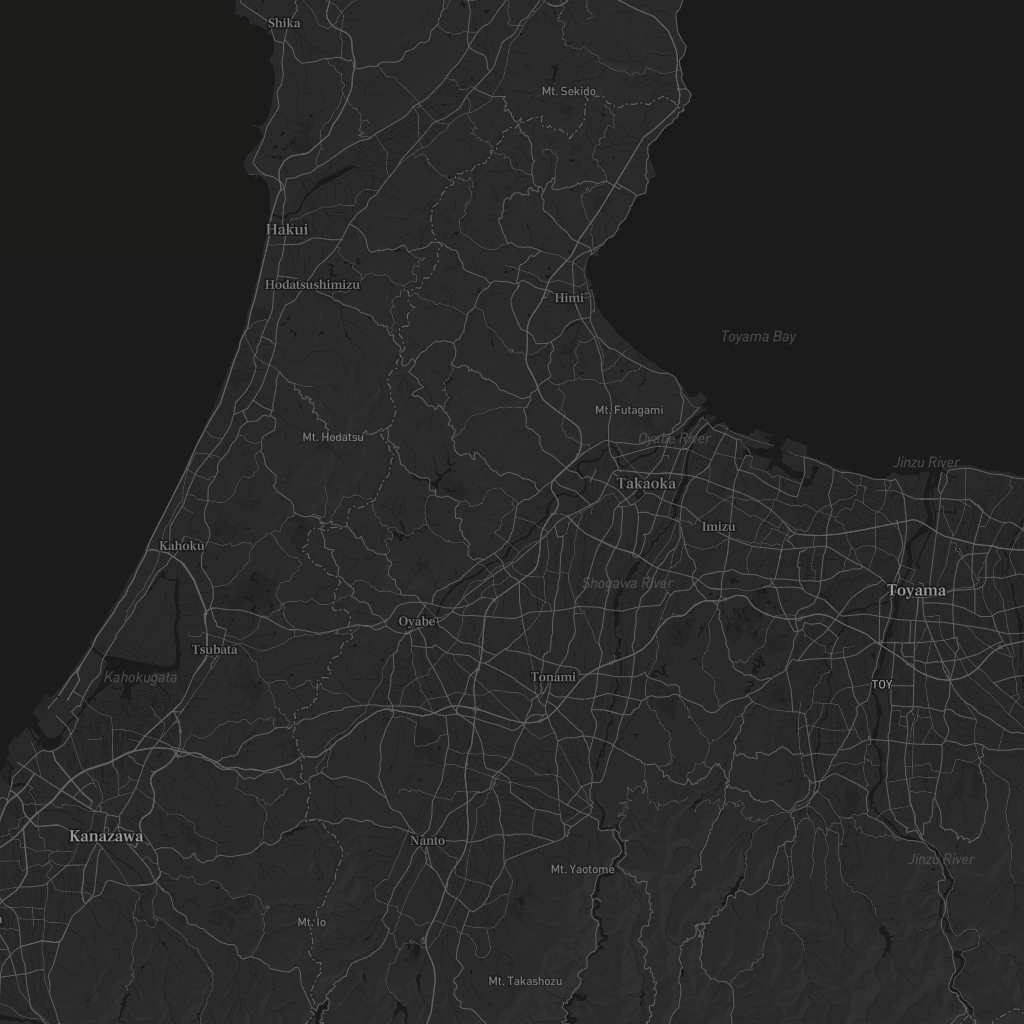 Shika
Mt. Sekido
Hakui
Hodatsushimizu
Himi
Toyama Bay
Mt. Futagami
Mt. Hodatsu
Oyabe River
Jinzu River
Takaoka
Imizu
Kahoku
Shogawa River
Toyama
Oyabe
Tsubata
Kahokugata
Tonami
TOY
Kanazawa
Nanto
Jinzu River
Mt. Yaotome
Mt. Io
Mt. Takashozu